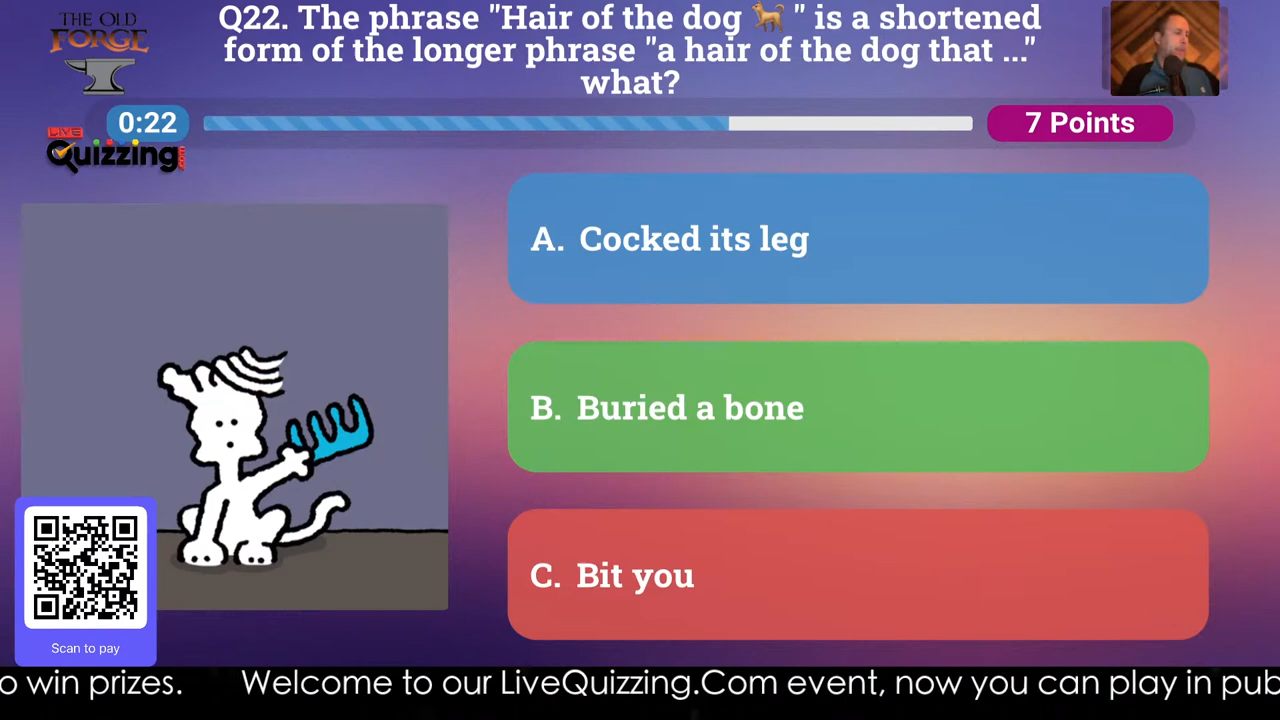 THE OLD
FORGE
Q22. The phrase "Hair of the dog 🐕 " is a shortened
form of the longer phrase "a hair of the dog that ..."
what?
0:22
7 Points
LIVE
Quizzing.com
A. Cocked its leg
B. Buried a bone
C. Bit you
Scan to pay
o win prizes. Welcome to our LiveQuizzing.Com event, now you can play in pub